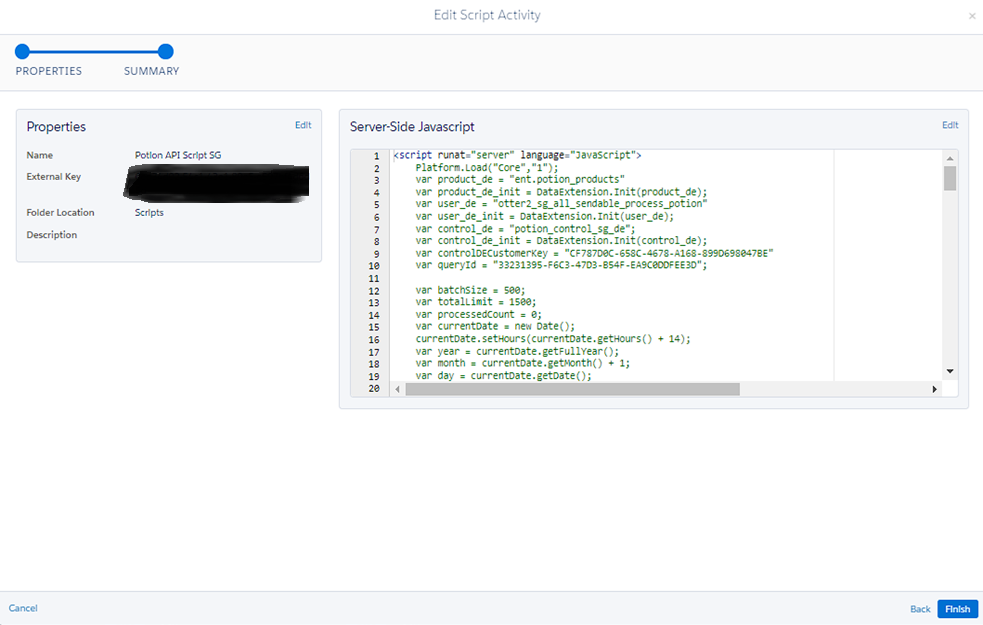 Edit Script Activity
×
PROPERTIES SUMMARY
Properties Edit
Name Potion API Script SG
External Key
Folder Location Scripts
Description
Server-Side Javascript Edit
1 <script runat="server" language="JavaScript">
2 Platform.Load("Core","1");
3 var product_de = "ent.potion_products"
4 var product_de_init = DataExtension.Init(product_de);
5 var user_de = "otter2_sg_all_sendable_process_potion"
6 var user_de_init = DataExtension.Init(user_de);
7 var control_de = "potion_control_sg_de";
8 var control_de_init = DataExtension.Init(control_de);
9 var controlDECustomerKey = "CF787D0C-658C-4678-A168-899D698047BE"
10 var queryId = "33231395-F6C3-47D3-B54F-EA9C0DDFEE3D";
11
12 var batchSize = 500;
13 var totalLimit = 1500;
14 var processedCount = 0;
15 var currentDate = new Date();
16 currentDate.setHours(currentDate.getHours() + 14);
17 var year = currentDate.getFullYear();
18 var month = currentDate.getMonth() + 1;
19 var day = currentDate.getDate();
20
Cancel Back Finish